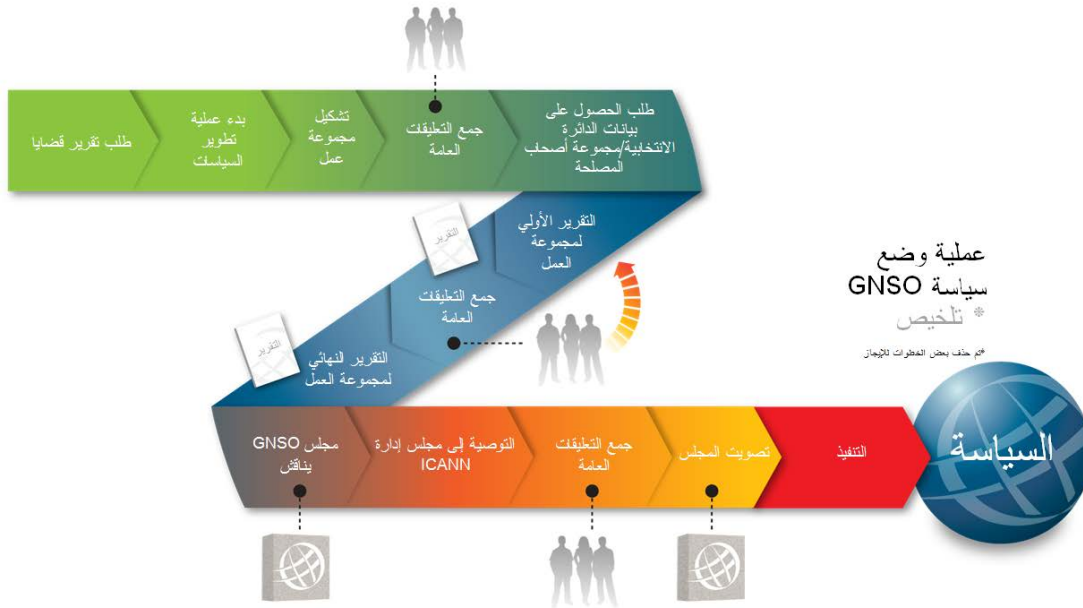 طلب تقرير قضايا
بدء عملية
تطوير
السياسات
تشكيل
مجموعة
عمل
جمع التعليقات
العامة
طلب الحصول على
بيانات الدائرة
الانتخابية/مجموعة أصحاب
المصلحة
التقرير الأولي
لمجموعة
العمل
التقرير
جمع التعليقات
العامة
التقرير
التقرير النهائي
لمجموعة العمل
عملية وضع
سياسة GNSO
* تلخيص
*تم حذف بعض الخطوات للإيجاز
مجلس GNSO
يناقش
التوصية إلى مجلس إدارة
ICANN
جمع التعليقات
العامة
تصويت المجلس
التنفيذ
السياسة